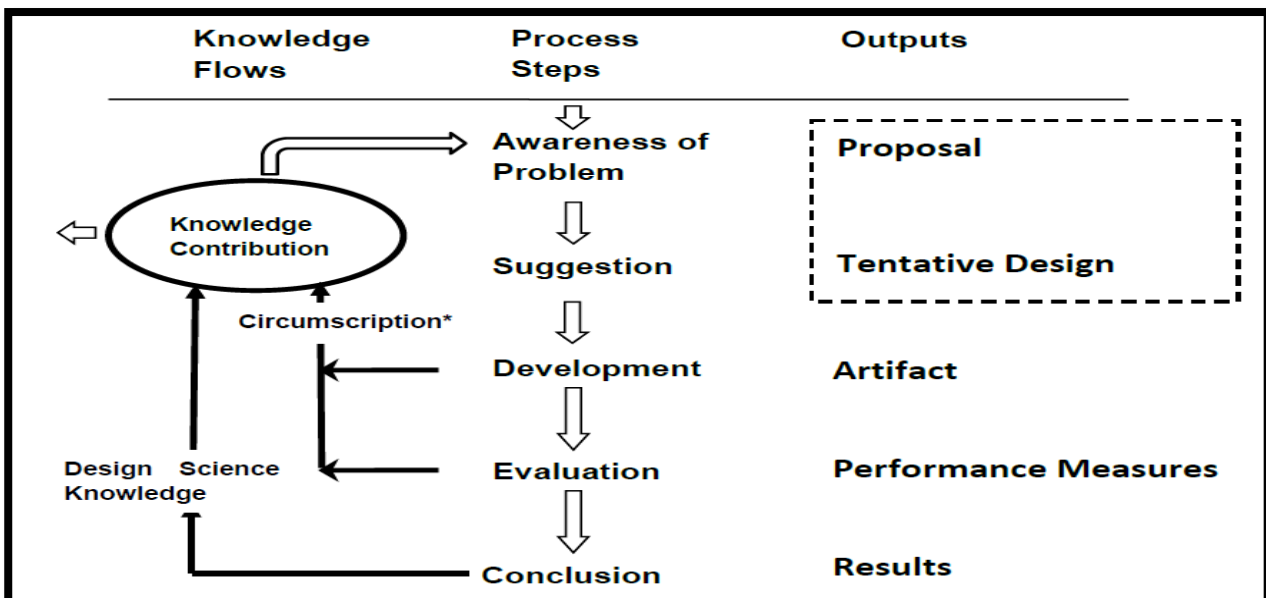 Knowledge
Flows
Process
Steps
Outputs
Awareness of
Problem
Proposal
Knowledge
Contribution
Suggestion
Tentative Design
Circumscription*
Development
Artifact
Design Science
Knowledge
Evaluation
Performance Measures
Conclusion
Results